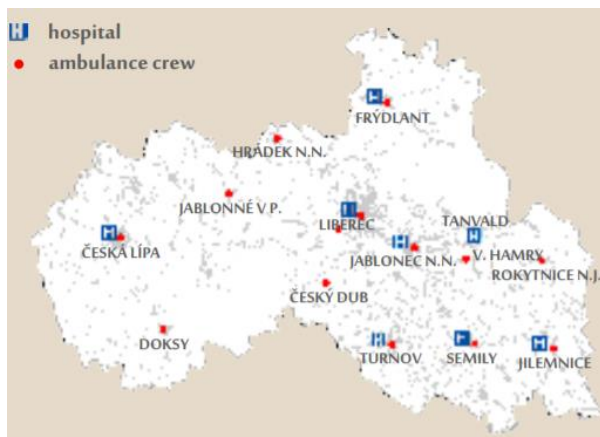 H hospital
ambulance crew
FRÝDLANT
HRÁDEK N.N.
JABLONNÉ V P.
LIBEREC
TANVALD
ČESKÁ LÍPA
JABLONEC N.N.
V. HAMRY
ROKYTNICE N.J.
ČESKÝ DUB
DOKSY
TURNOV
SEMILY
JILEMNICE